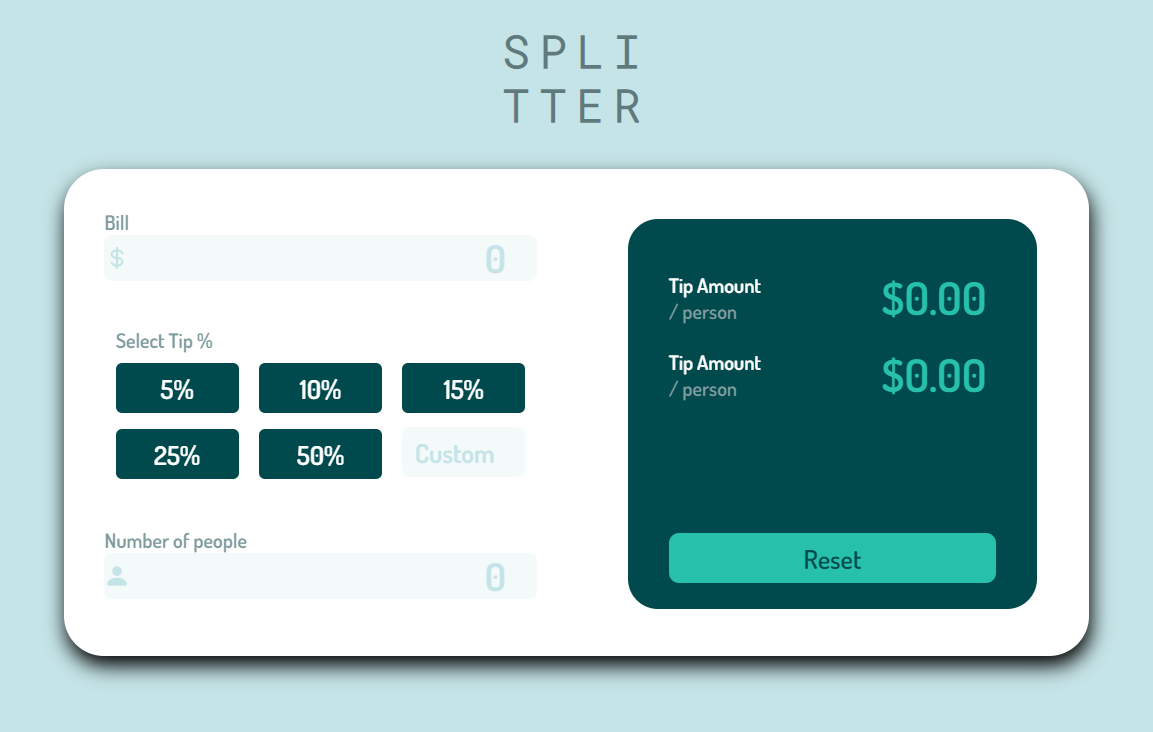 SPLI
TTER
Bill
$ 0
Select Tip %
5% 10% 15%
25% 50% Custom
Number of people
0
Tip Amount
/ person
$0.00
Tip Amount
/ person
$0.00
Reset